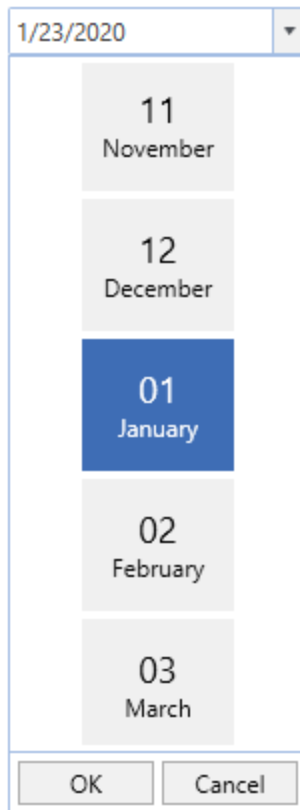 1/23/2020
11
November
12
December
01
January
02
February
03
March
OK Cancel